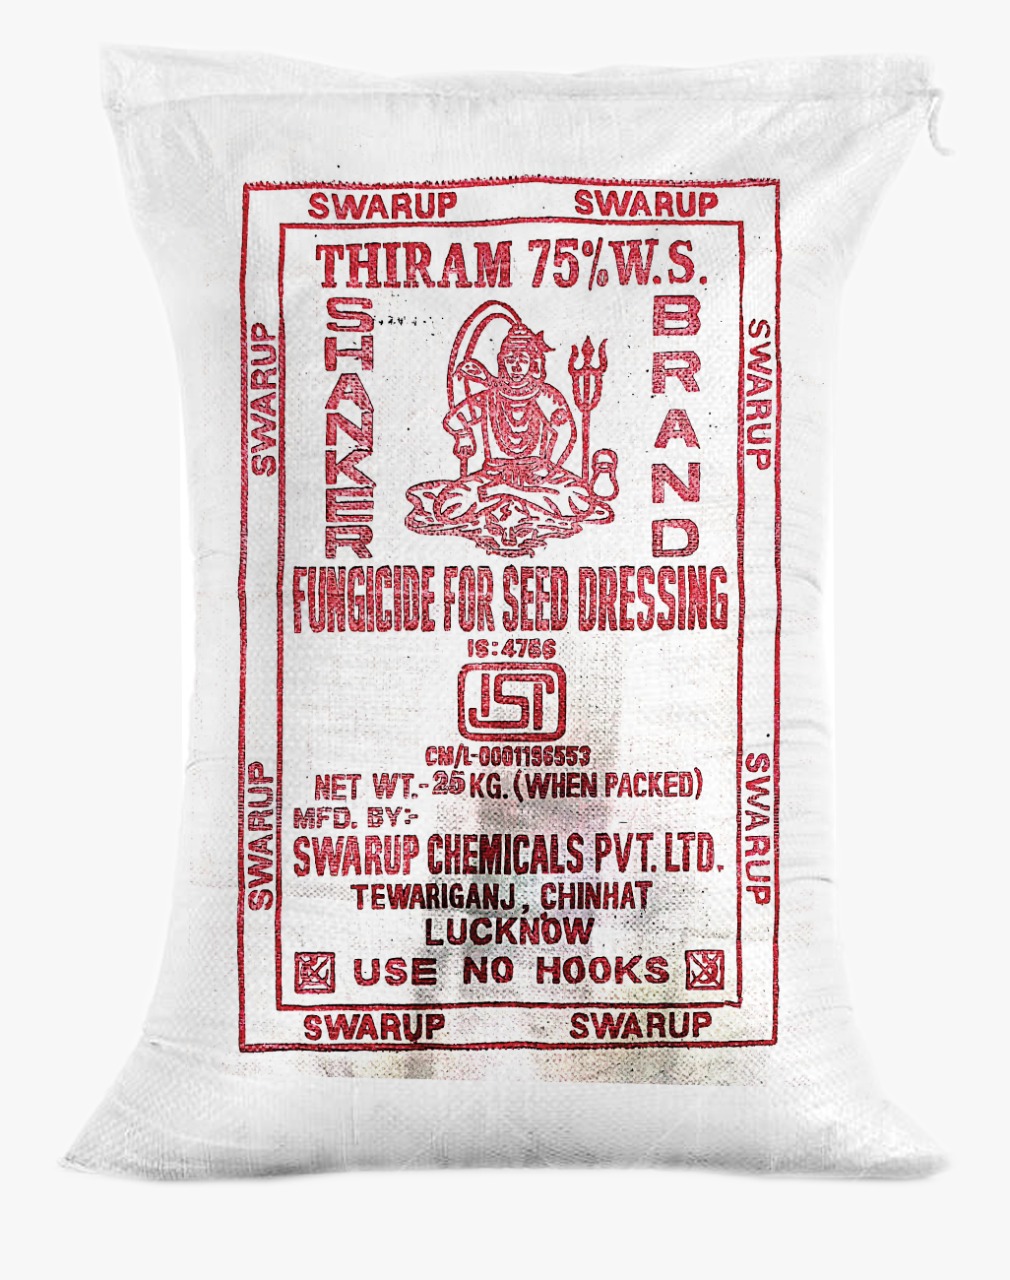 SWARUP SWARUP
THIRAM 75% W.S.
SHANKER
BRAND
SWARUP
SWARUP
FUNGICIDE FOR SEED DRESSING
IS:4766
ISI
CM/L-0001196553
NET WT.-25 KG. (WHEN PACKED)
MFD. BY:-
SWARUP CHEMICALS PVT. LTD.
TEWARIGANJ, CHINHAT
LUCKNOW
SWARUP
SWARUP
USE NO HOOKS
SWARUP SWARUP